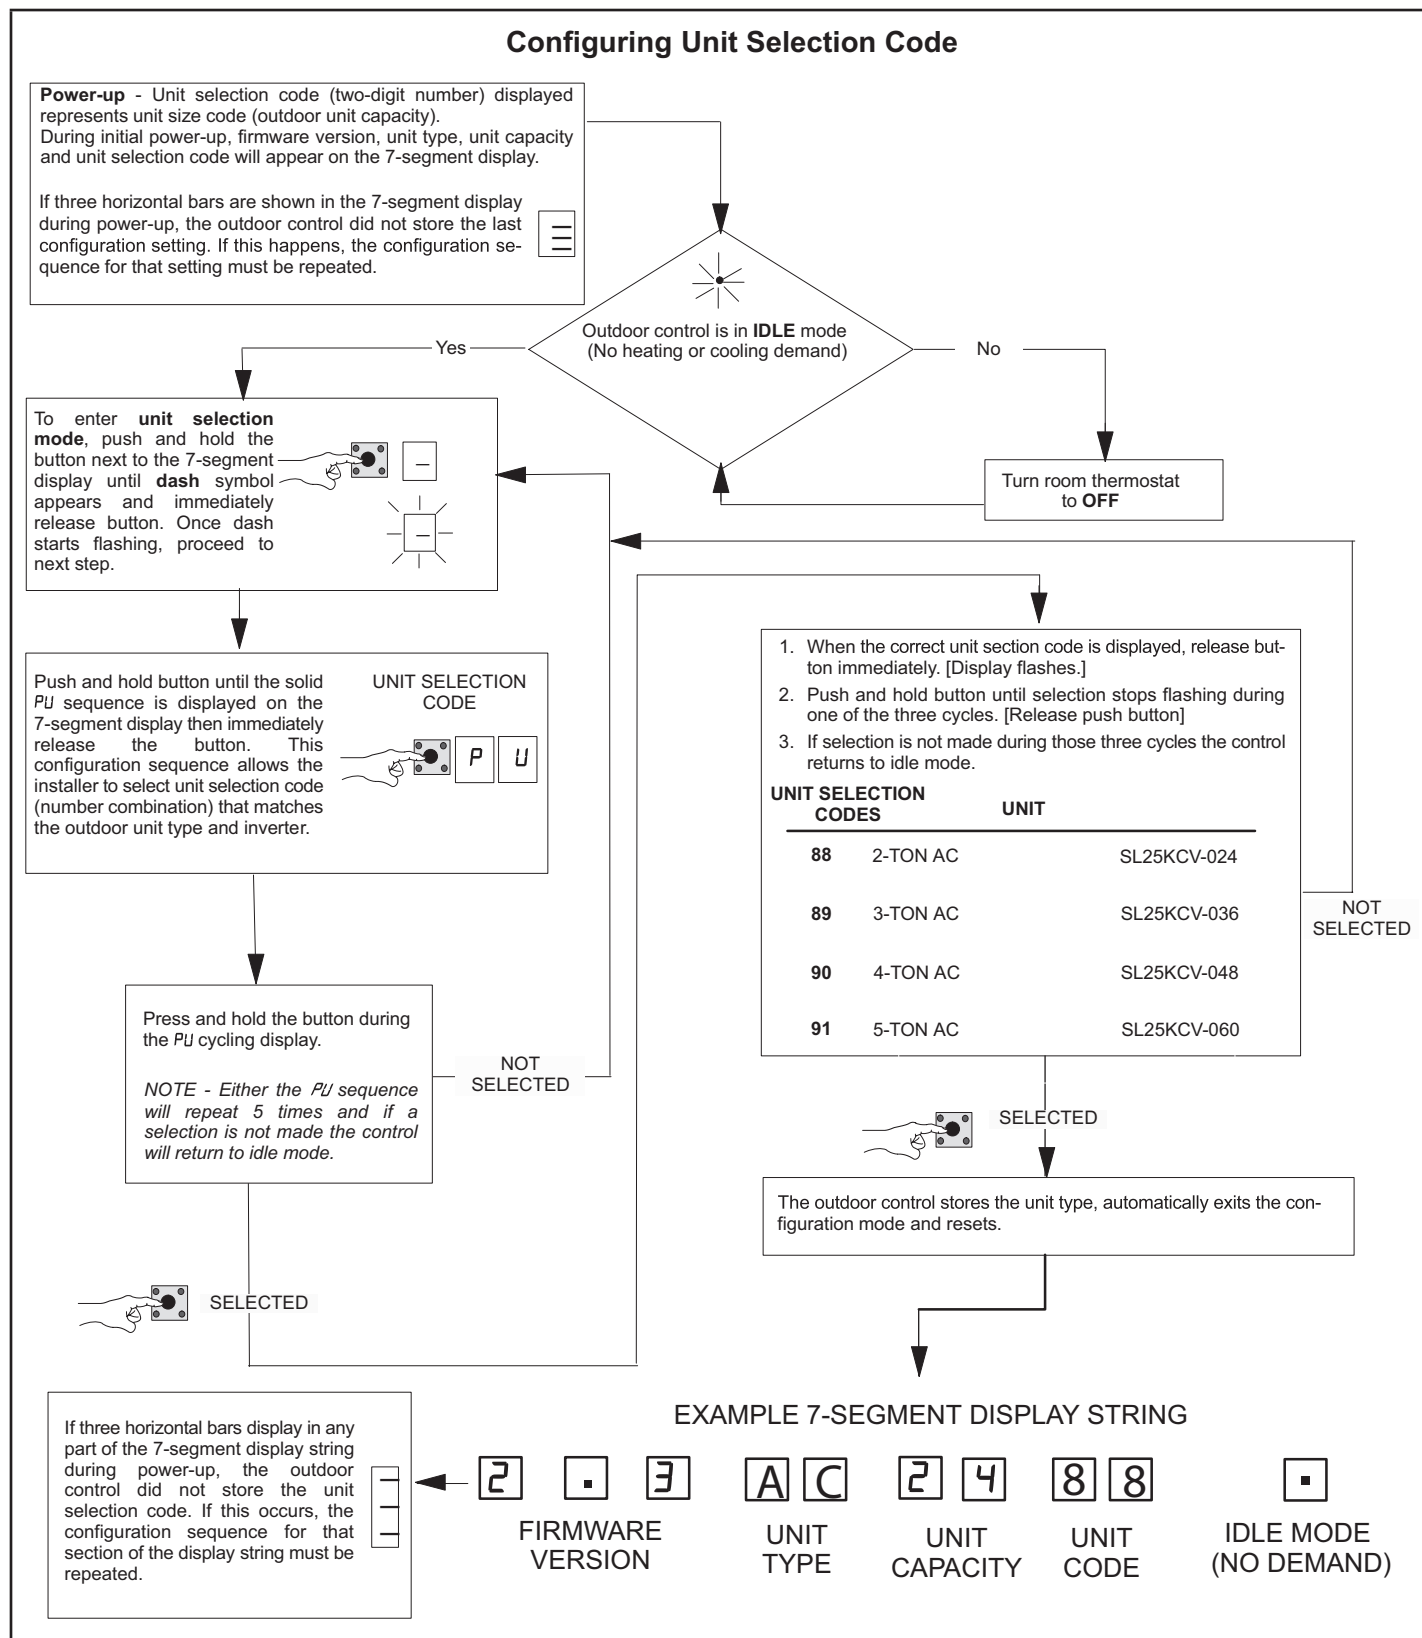 Configuring Unit Selection Code
Power-up - Unit selection code (two-digit number) displayed
represents unit size code (outdoor unit capacity).
During initial power-up, firmware version, unit type, unit capacity
and unit selection code will appear on the 7-segment display.
If three horizontal bars are shown in the 7-segment display
during power-up, the outdoor control did not store the last
configuration setting. If this happens, the configuration se-
quence for that setting must be repeated.
Outdoor control is in IDLE mode
(No heating or cooling demand)
Yes
No
To enter unit selection
mode, push and hold the
button next to the 7-segment
display until dash symbol
appears and immediately
release button. Once dash
starts flashing, proceed to
next step.
Turn room thermostat
to OFF
Push and hold button until the solid
PU sequence is displayed on the
7-segment display then immediately
release the button. This
configuration sequence allows the
installer to select unit selection code
(number combination) that matches
the outdoor unit type and inverter.
UNIT SELECTION
CODE
P U
Press and hold the button during
the PU cycling display.
NOTE - Either the PU sequence
will repeat 5 times and if a
selection is not made the control
will return to idle mode.
NOT
SELECTED
SELECTED
1. When the correct unit section code is displayed, release but-
ton immediately. [Display flashes.]
2. Push and hold button until selection stops flashing during
one of the three cycles. [Release push button]
3. If selection is not made during those three cycles the control
returns to idle mode.
UNIT SELECTION
CODES
UNIT
88 2-TON AC SL25KCV-024
89 3-TON AC SL25KCV-036
90 4-TON AC SL25KCV-048
91 5-TON AC SL25KCV-060
NOT
SELECTED
SELECTED
The outdoor control stores the unit type, automatically exits the con-
figuration mode and resets.
If three horizontal bars display in any
part of the 7-segment display string
during power-up, the outdoor
control did not store the unit
selection code. If this occurs, the
configuration sequence for that
section of the display string must be
repeated.
EXAMPLE 7-SEGMENT DISPLAY STRING
2 . 3 A C 2 4 8 8 .
FIRMWARE
VERSION
UNIT
TYPE
UNIT
CAPACITY
UNIT
CODE
IDLE MODE
(NO DEMAND)